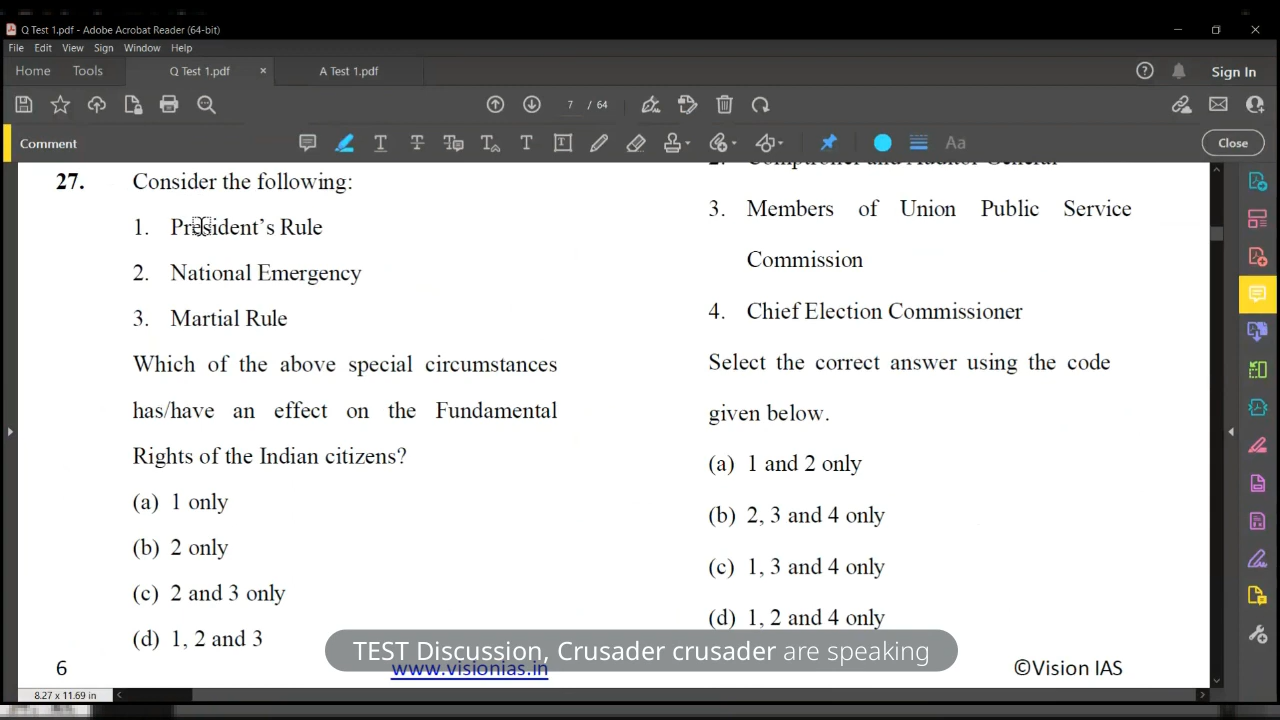 Q Test 1.pdf - Adobe Acrobat Reader (64-bit)
File Edit View Sign Window Help
Home Tools Q Test 1.pdf × A Test 1.pdf Sign In
7 / 64
Comment Aa Close
27. Consider the following:
1. President's Rule
2. National Emergency
3. Martial Rule
Which of the above special circumstances
has/have an effect on the Fundamental
Rights of the Indian citizens?
(a) 1 only
(b) 2 only
(c) 2 and 3 only
(d) 1, 2 and 3
2. Comptroller and Auditor General
3. Members of Union Public Service
Commission
4. Chief Election Commissioner
Select the correct answer using the code
given below.
(a) 1 and 2 only
(b) 2, 3 and 4 only
(c) 1, 3 and 4 only
(d) 1, 2 and 4 only
TEST Discussion, Crusader crusader are speaking
6 www.visionias.in ©Vision IAS
8.27 x 11.69 in